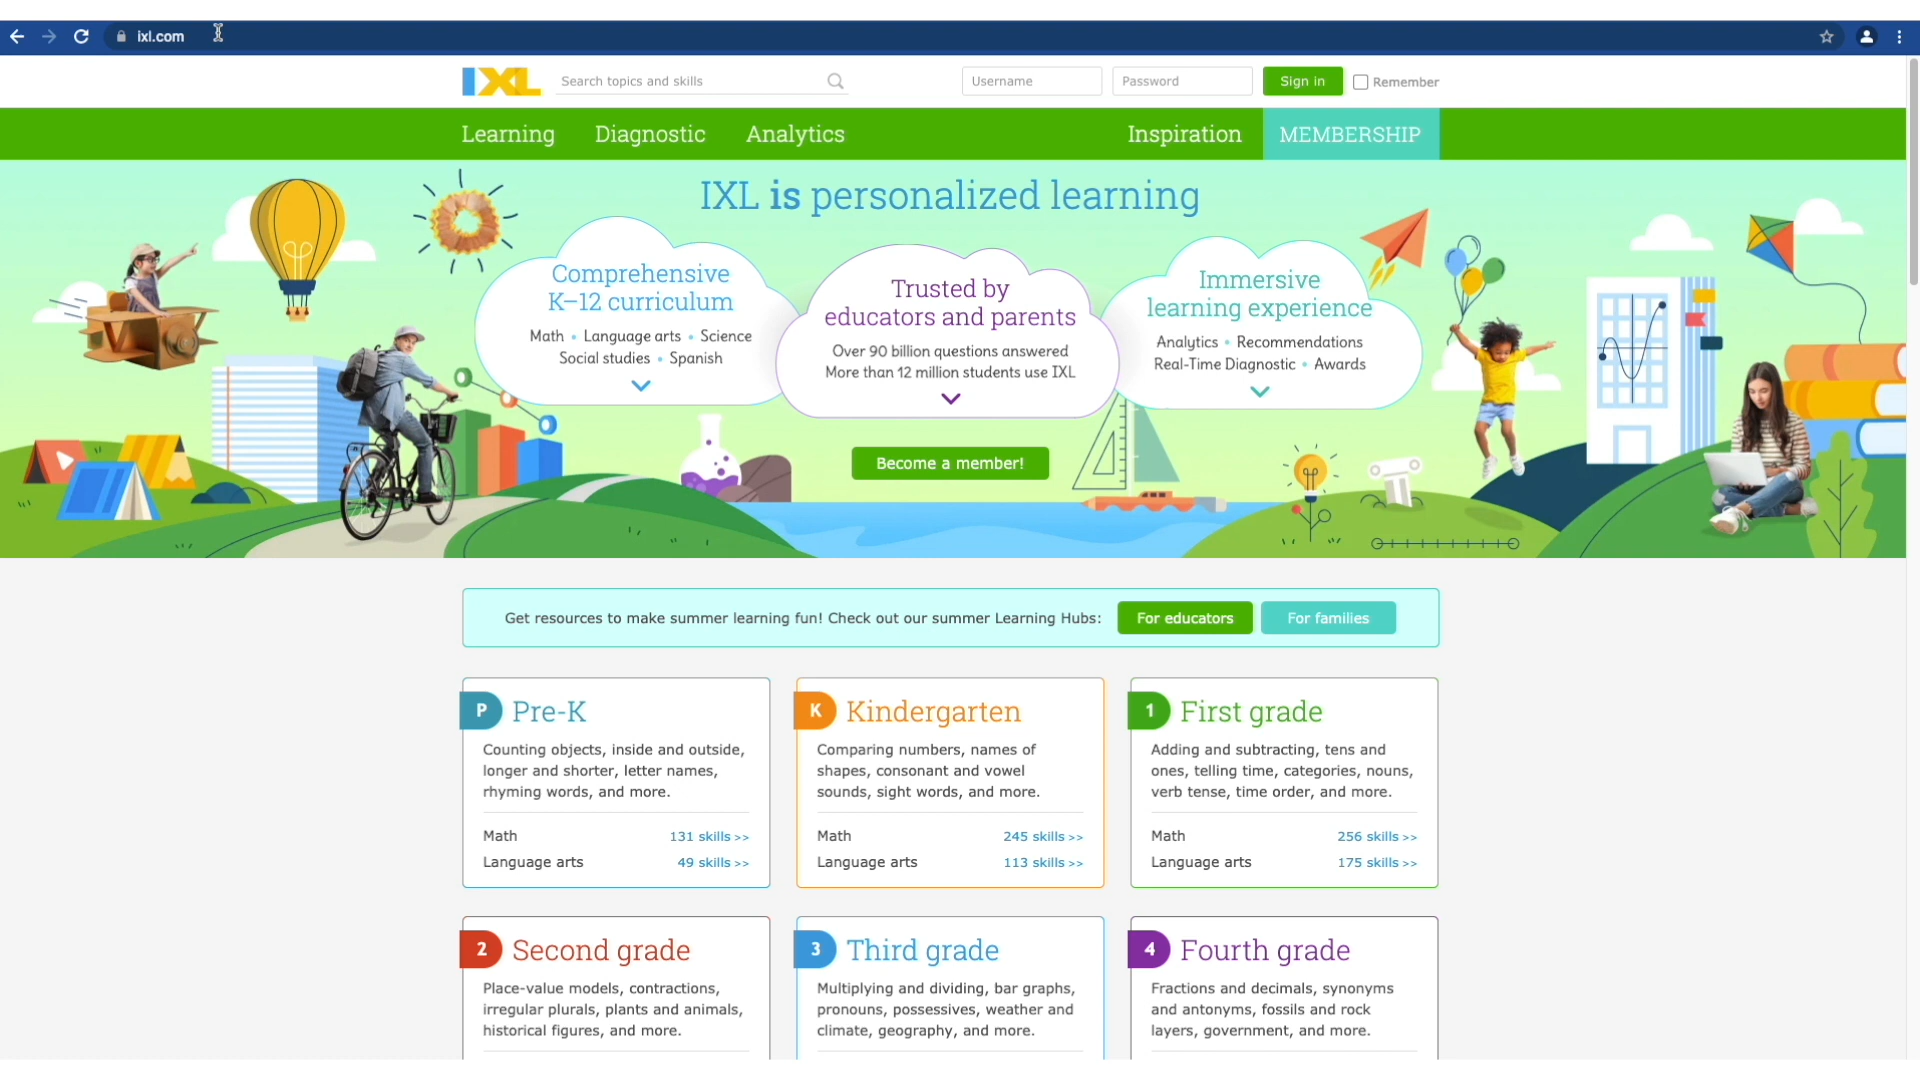 ixl.com
IXL
Search topics and skills
Username
Password
Sign in
Remember
Learning
Diagnostic
Analytics
Inspiration
MEMBERSHIP
IXL is personalized learning
Comprehensive
K–12 curriculum
Math • Language arts • Science
Social studies • Spanish
Trusted by
educators and parents
Over 90 billion questions answered
More than 12 million students use IXL
Immersive
learning experience
Analytics • Recommendations
Real-Time Diagnostic • Awards
Become a member!
Get resources to make summer learning fun! Check out our summer Learning Hubs:
For educators
For families
P Pre-K
Counting objects, inside and outside,
longer and shorter, letter names,
rhyming words, and more.
Math 131 skills >>
Language arts 49 skills >>
K Kindergarten
Comparing numbers, names of
shapes, consonant and vowel
sounds, sight words, and more.
Math 245 skills >>
Language arts 113 skills >>
1 First grade
Adding and subtracting, tens and
ones, telling time, categories, nouns,
verb tense, time order, and more.
Math 256 skills >>
Language arts 175 skills >>
2 Second grade
Place-value models, contractions,
irregular plurals, plants and animals,
historical figures, and more.
3 Third grade
Multiplying and dividing, bar graphs,
pronouns, possessives, weather and
climate, geography, and more.
4 Fourth grade
Fractions and decimals, synonyms
and antonyms, fossils and rock
layers, government, and more.